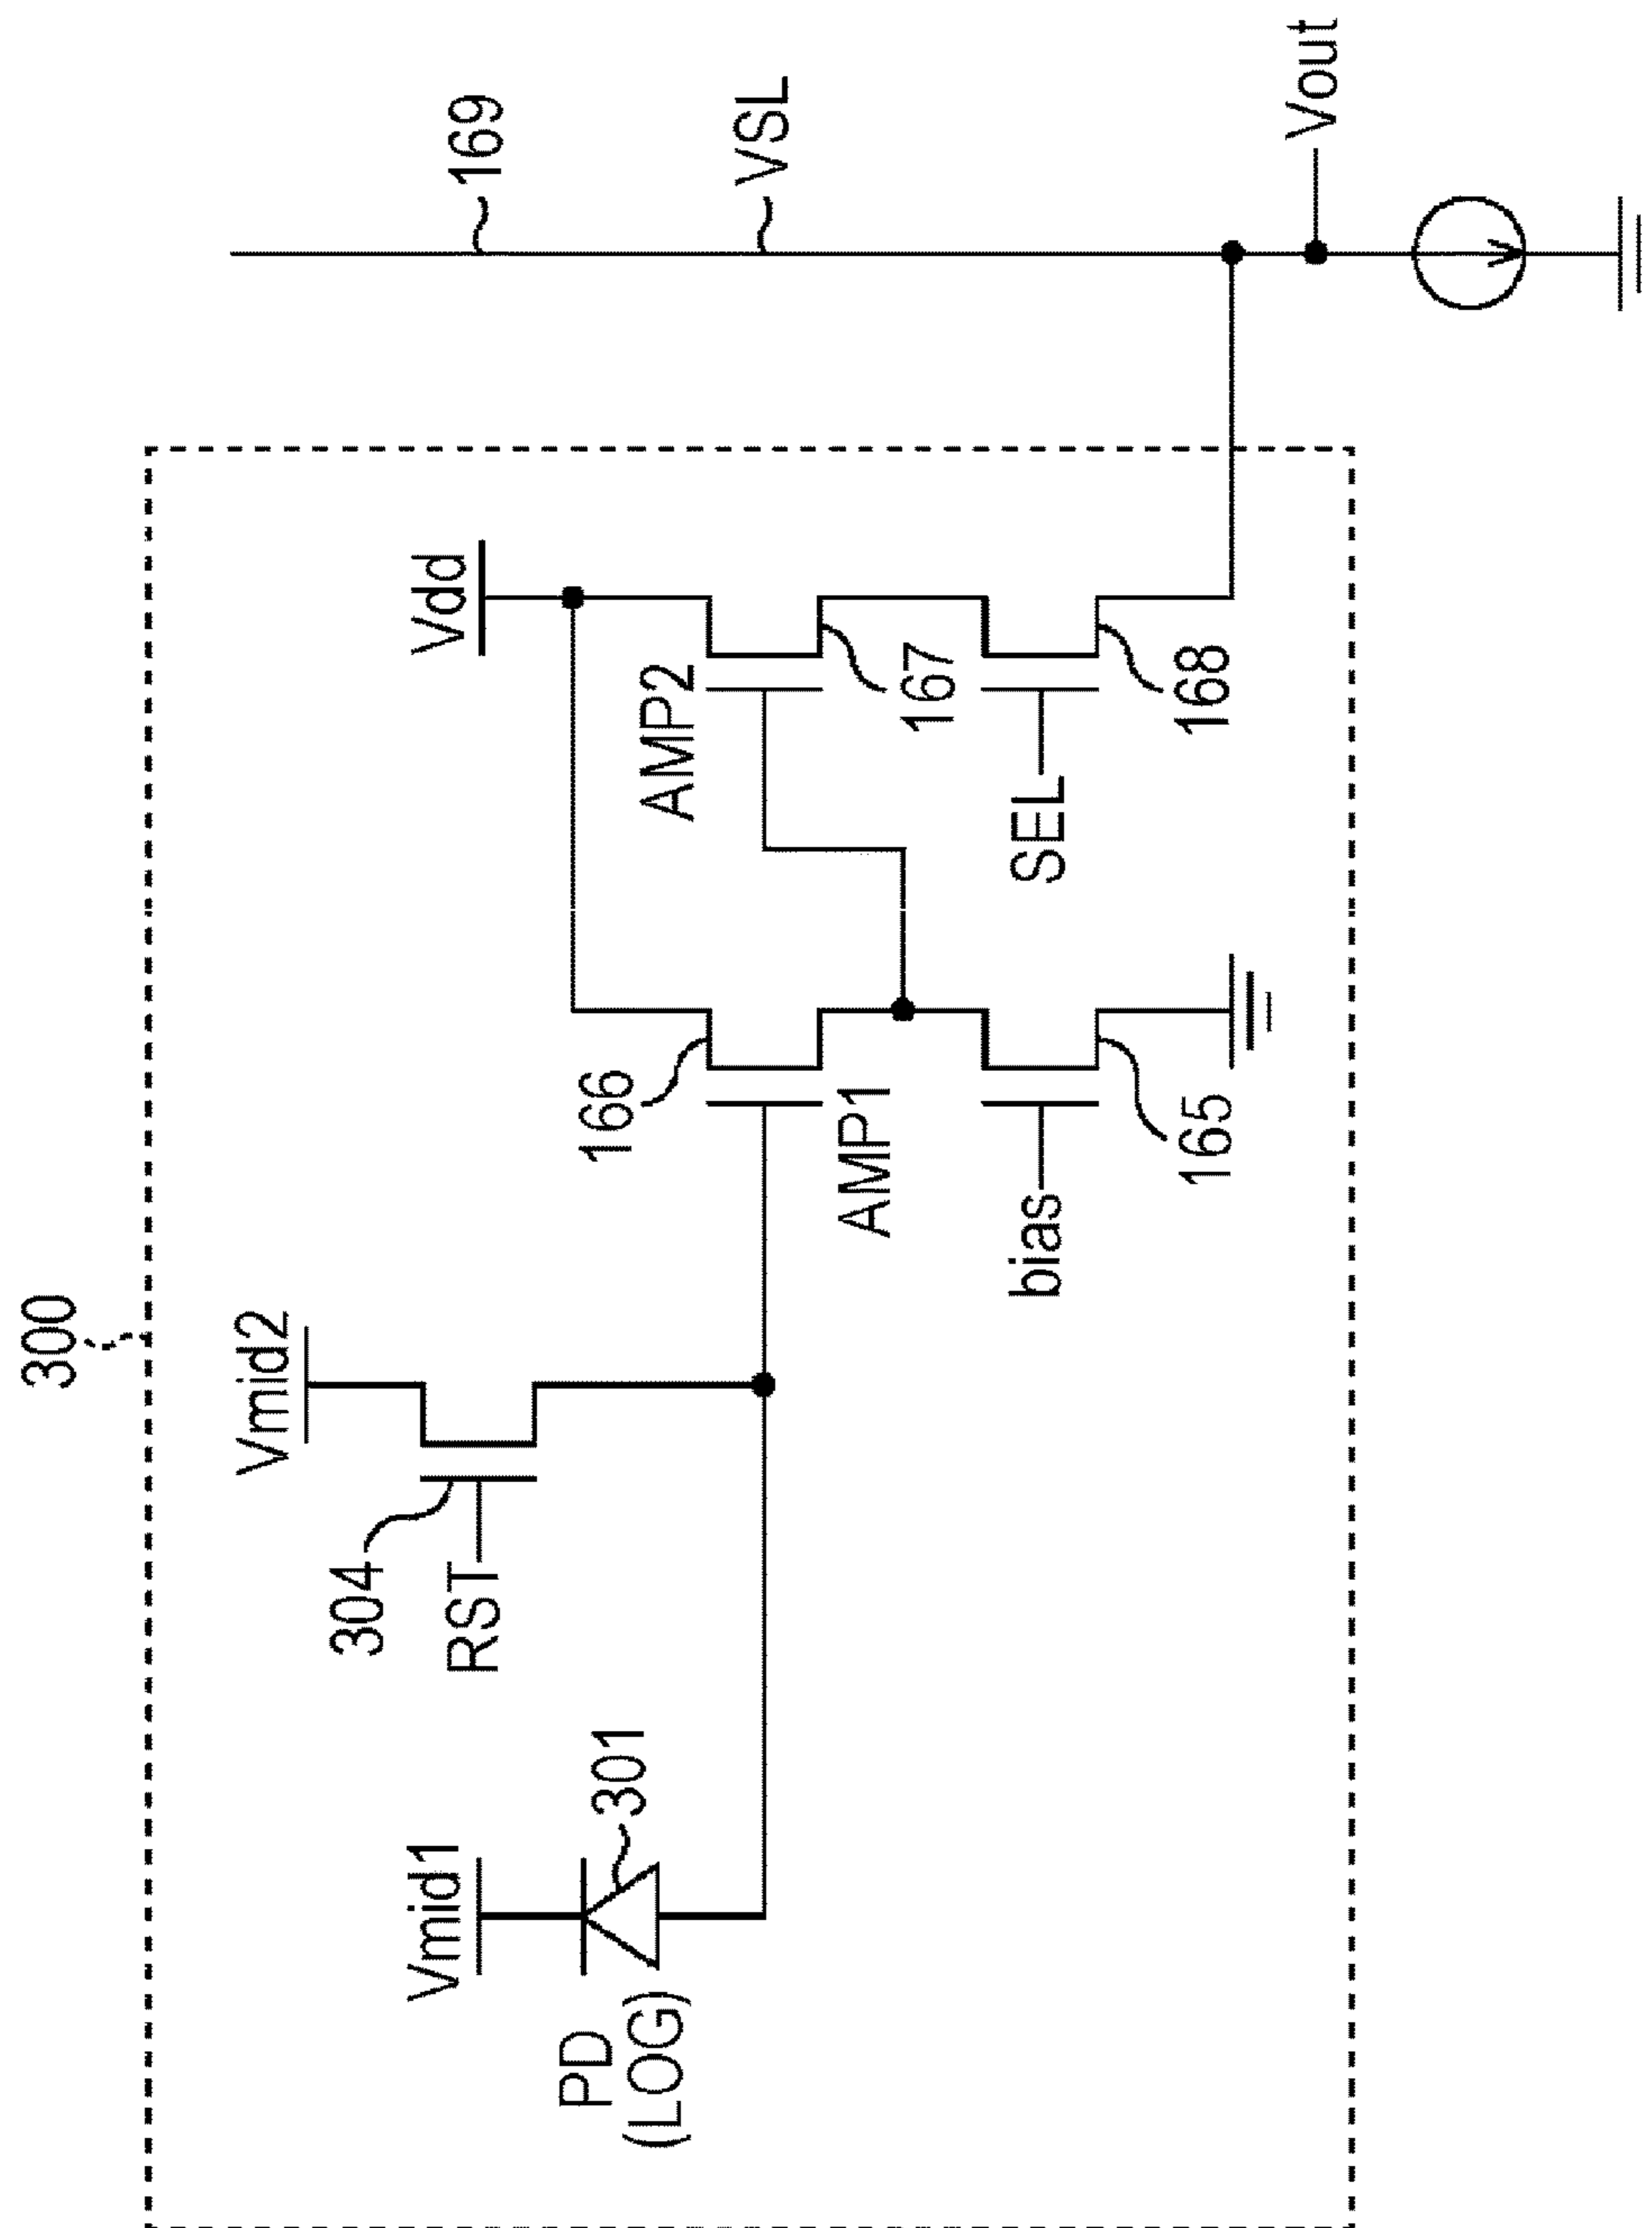 300
Vmid1
PD
(LOG)
301
Vmid2
304
RST
166
AMP1
bias
165
Vdd
AMP2
167
SEL
168
169
VSL
Vout